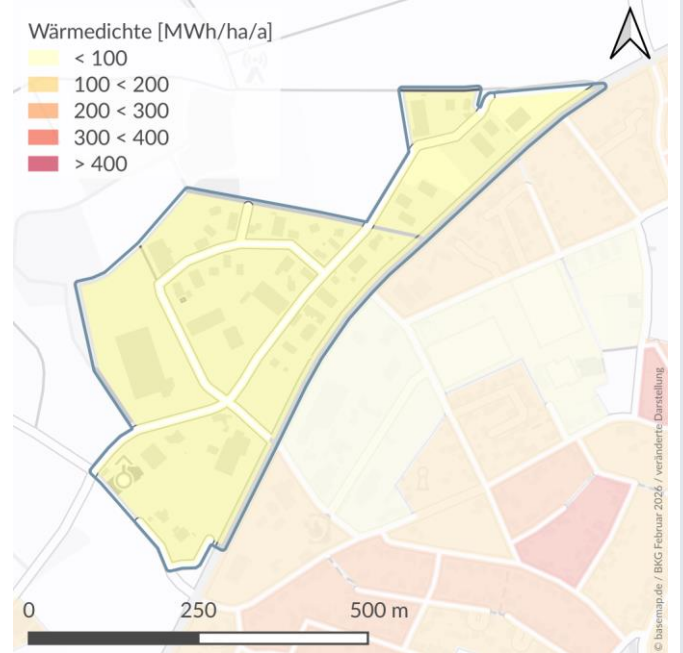 Wärmedichte [MWh/ha/a]
< 100
100 < 200
200 < 300
300 < 400
> 400
© basemap.de / BKG Februar 2026 / veränderte Darstellung
0 250 500 m